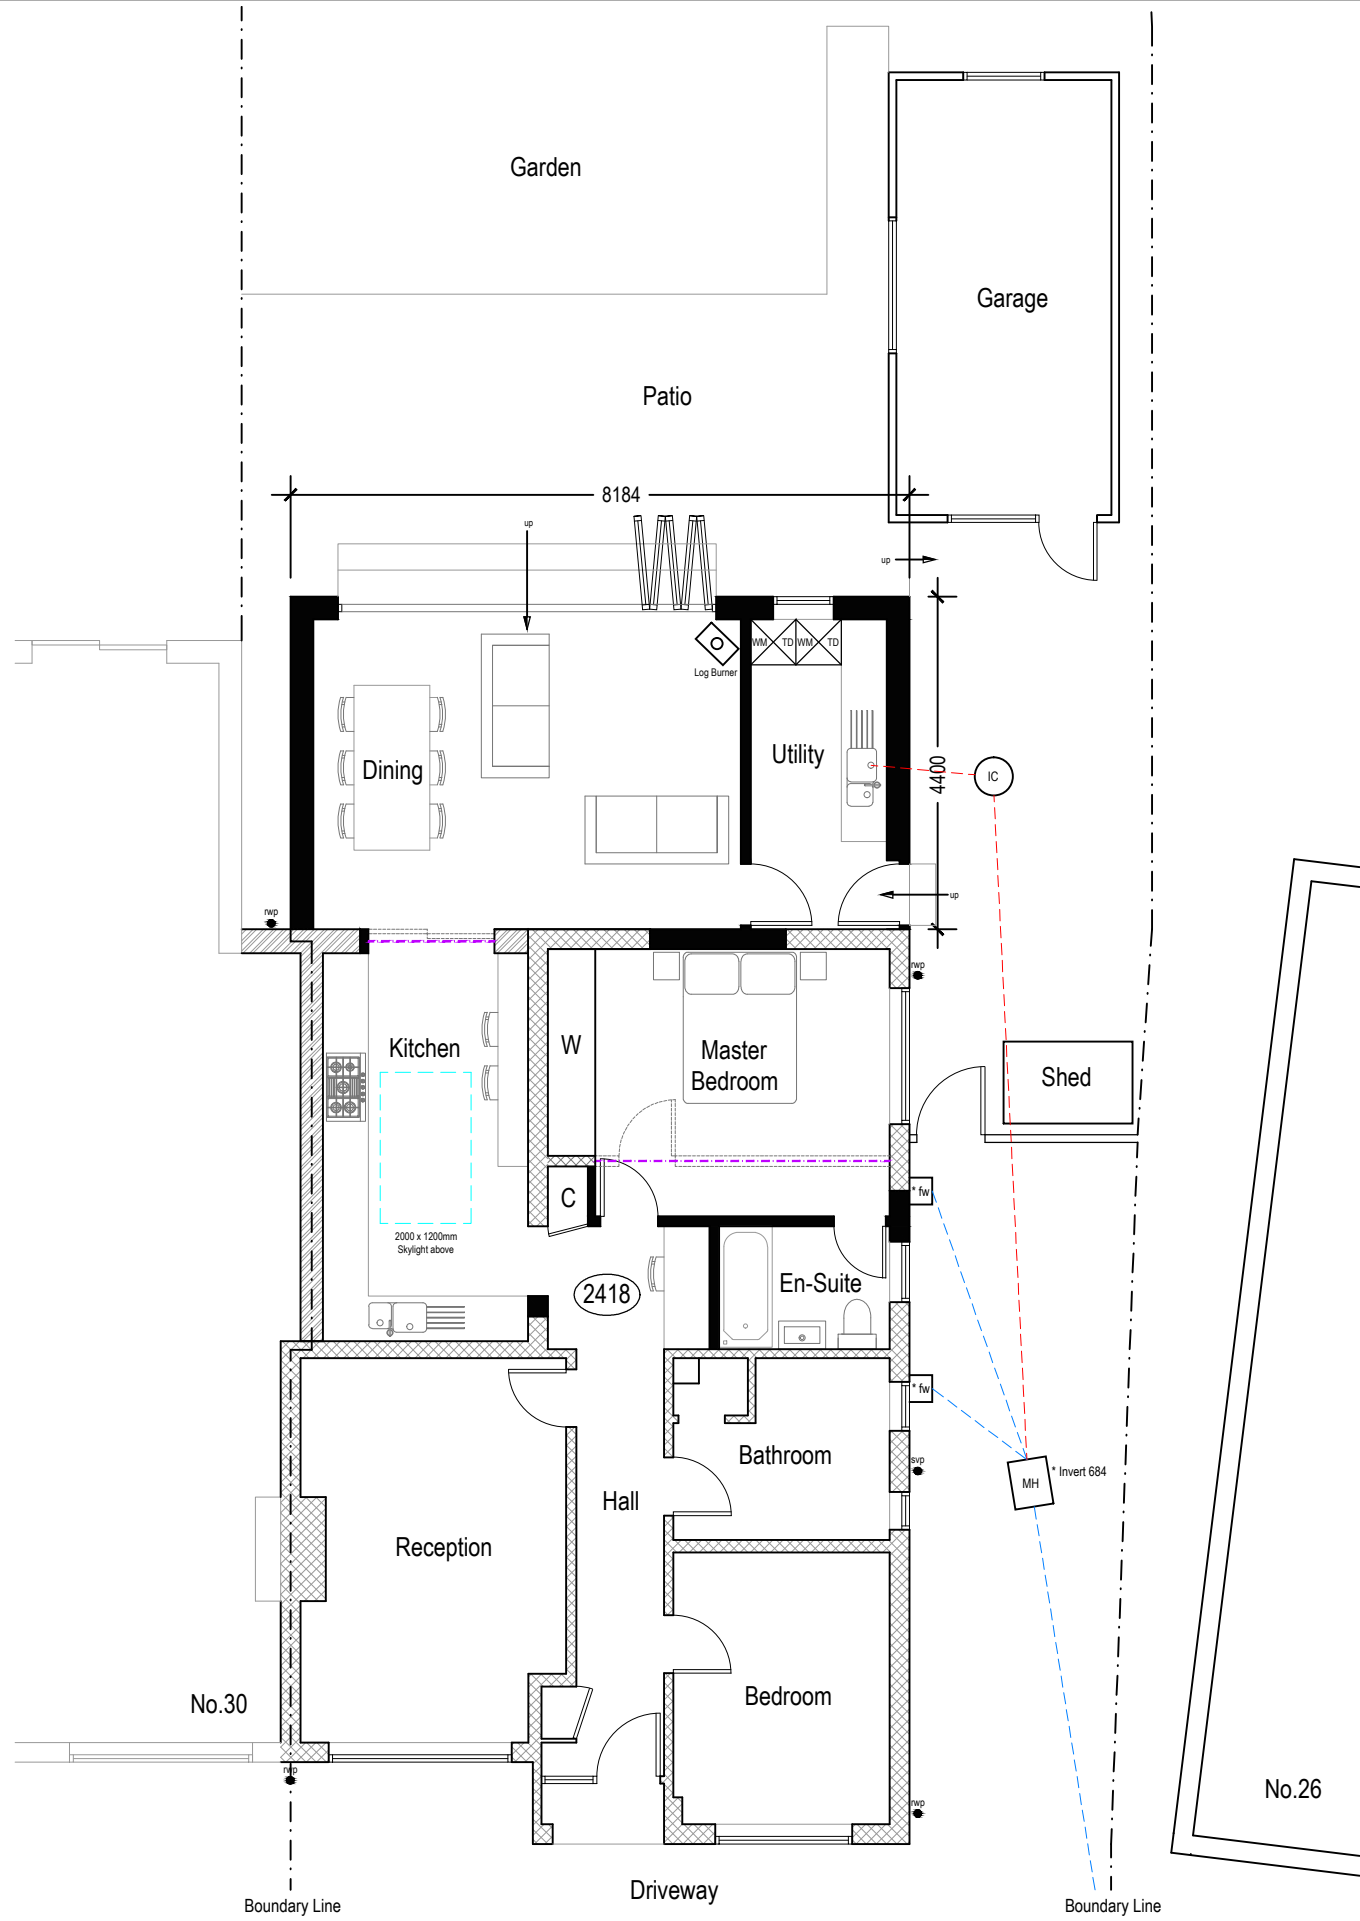 Garden
Garage
Patio
8184
up
up
Log Burner
WM
TD
WM
TD
Utility
Dining
4400
IC
up
rwp
rwp
Kitchen
W
Master
Bedroom
Shed
C
* fw
2000 x 1200mm
Skylight above
2418
En-Suite
* fw
Bathroom
svp
* Invert 684
MH
Hall
Reception
Bedroom
No.30
rwp
No.26
rwp
Driveway
Boundary Line
Boundary Line